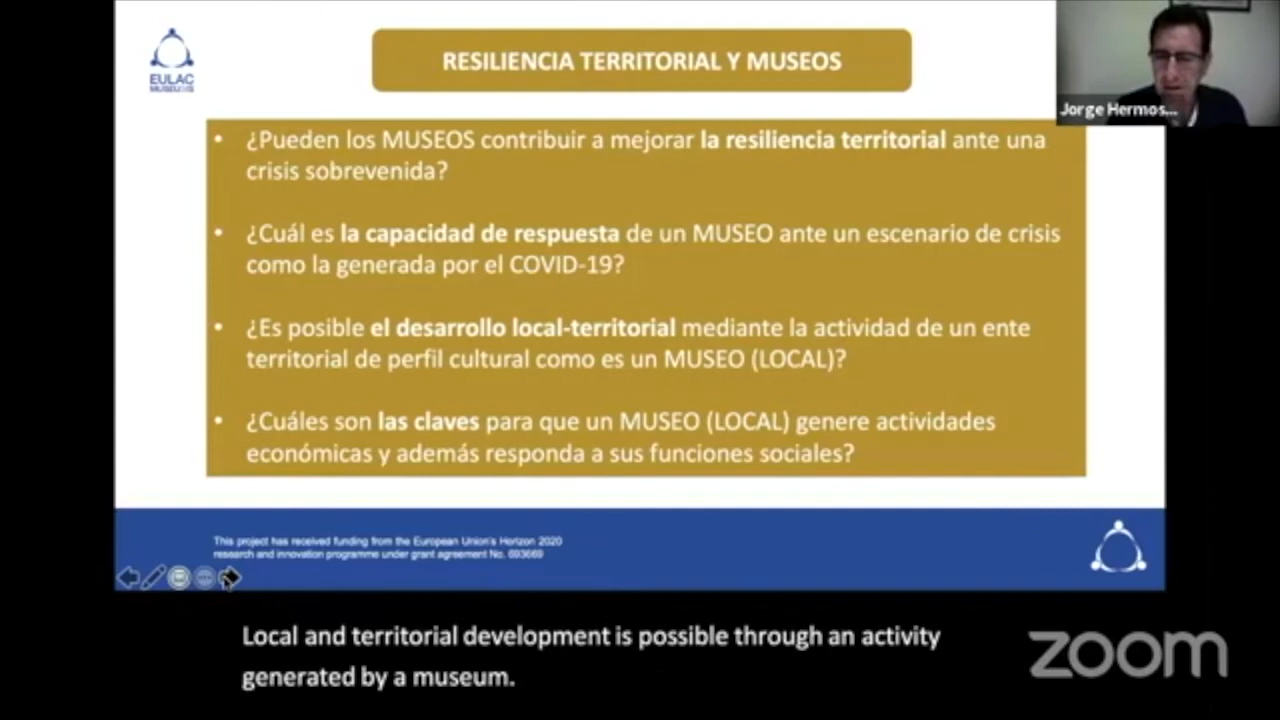 EULAC
MUSEUMS
RESILIENCIA TERRITORIAL Y MUSEOS
Jorge Hermos...
• ¿Pueden los MUSEOS contribuir a mejorar la resiliencia territorial ante una
crisis sobrevenida?
• ¿Cuál es la capacidad de respuesta de un MUSEO ante un escenario de crisis
como la generada por el COVID-19?
• ¿Es posible el desarrollo local-territorial mediante la actividad de un ente
territorial de perfil cultural como es un MUSEO (LOCAL)?
• ¿Cuáles son las claves para que un MUSEO (LOCAL) genere actividades
económicas y además responda a sus funciones sociales?
This project has received funding from the European Union's Horizon 2020
research and innovation programme under grant agreement No. 693669
Local and territorial development is possible through an activity
generated by a museum.
zoom